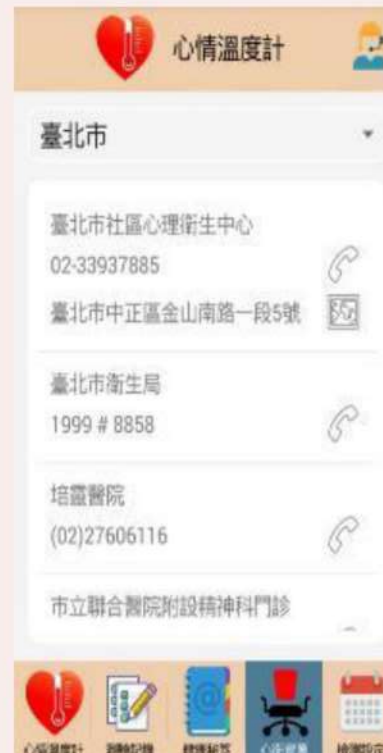 心情溫度計
臺北市
臺北市社區心理衛生中心
02-33937885
臺北市中正區金山南路一段5號
臺北市衛生局
1999 # 8858
培靈醫院
(02)27606116
市立聯合醫院附設精神科門診
心情溫度計